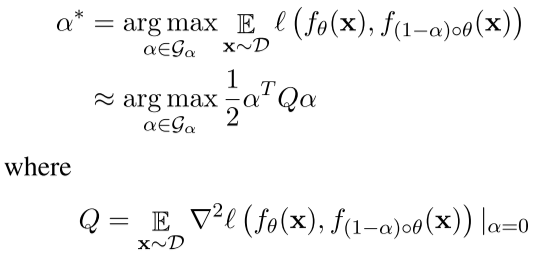 α* = arg max_{α∈𝒢_α} 𝔼_{𝐱∼𝒟} ℓ (f_θ(𝐱), f_{(1−α)∘θ}(𝐱))
≈ arg max_{α∈𝒢_α} 1/2 α^T Qα
where
Q = 𝔼_{𝐱∼𝒟} ∇²ℓ (f_θ(𝐱), f_{(1−α)∘θ}(𝐱)) |_{α=0}